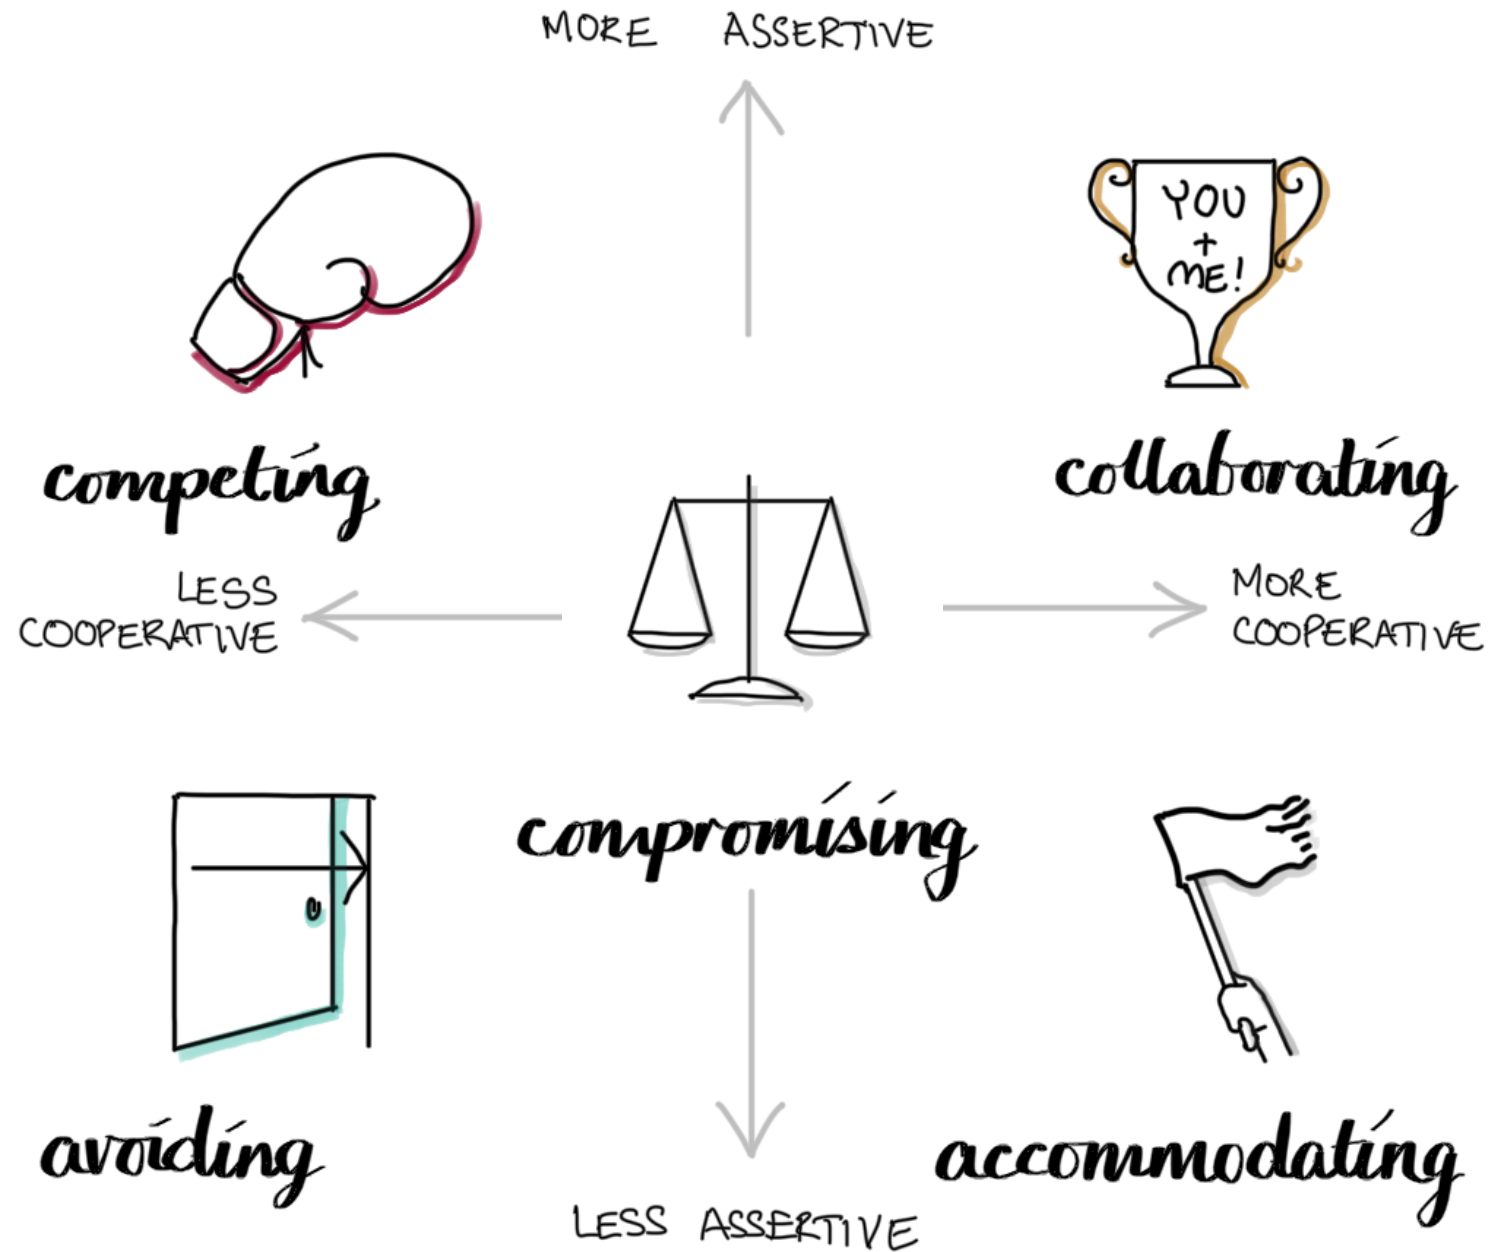 MORE ASSERTIVE
YOU
+
ME!
competing
collaborating
LESS
COOPERATIVE
MORE
COOPERATIVE
compromising
avoiding
accommodating
LESS ASSERTIVE